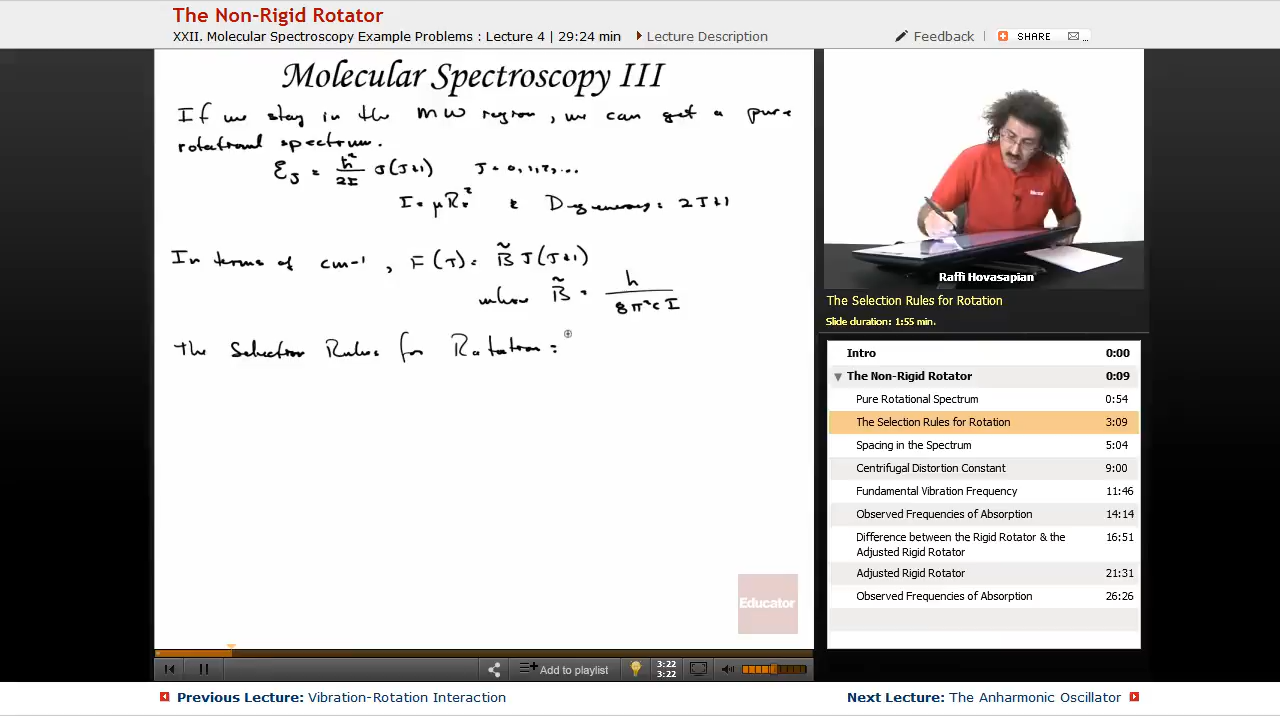 The Non-Rigid Rotator
XXII. Molecular Spectroscopy Example Problems : Lecture 4 | 29:24 min
Lecture Description
Feedback
SHARE
Molecular Spectroscopy III
If we stay in the MW region, we can get a pure
rotational spectrum.
ε_J = ℏ²/2I J(J+1) J = 0, 1, 2, ...
I = μR_e² & Degeneracy: 2J+1
In terms of cm-1, F(J) = B̃ J(J+1)
where B̃ = h / 8π²cI
The Selection Rules for Rotation:
Educator
Raffi Hovasapian
The Selection Rules for Rotation
Slide duration: 1:55 min.
Intro 0:00
The Non-Rigid Rotator 0:09
Pure Rotational Spectrum 0:54
The Selection Rules for Rotation 3:09
Spacing in the Spectrum 5:04
Centrifugal Distortion Constant 9:00
Fundamental Vibration Frequency 11:46
Observed Frequencies of Absorption 14:14
Difference between the Rigid Rotator & the
Adjusted Rigid Rotator 16:51
Adjusted Rigid Rotator 21:31
Observed Frequencies of Absorption 26:26
Add to playlist
3:22
3:22
Previous Lecture: Vibration-Rotation Interaction
Next Lecture: The Anharmonic Oscillator